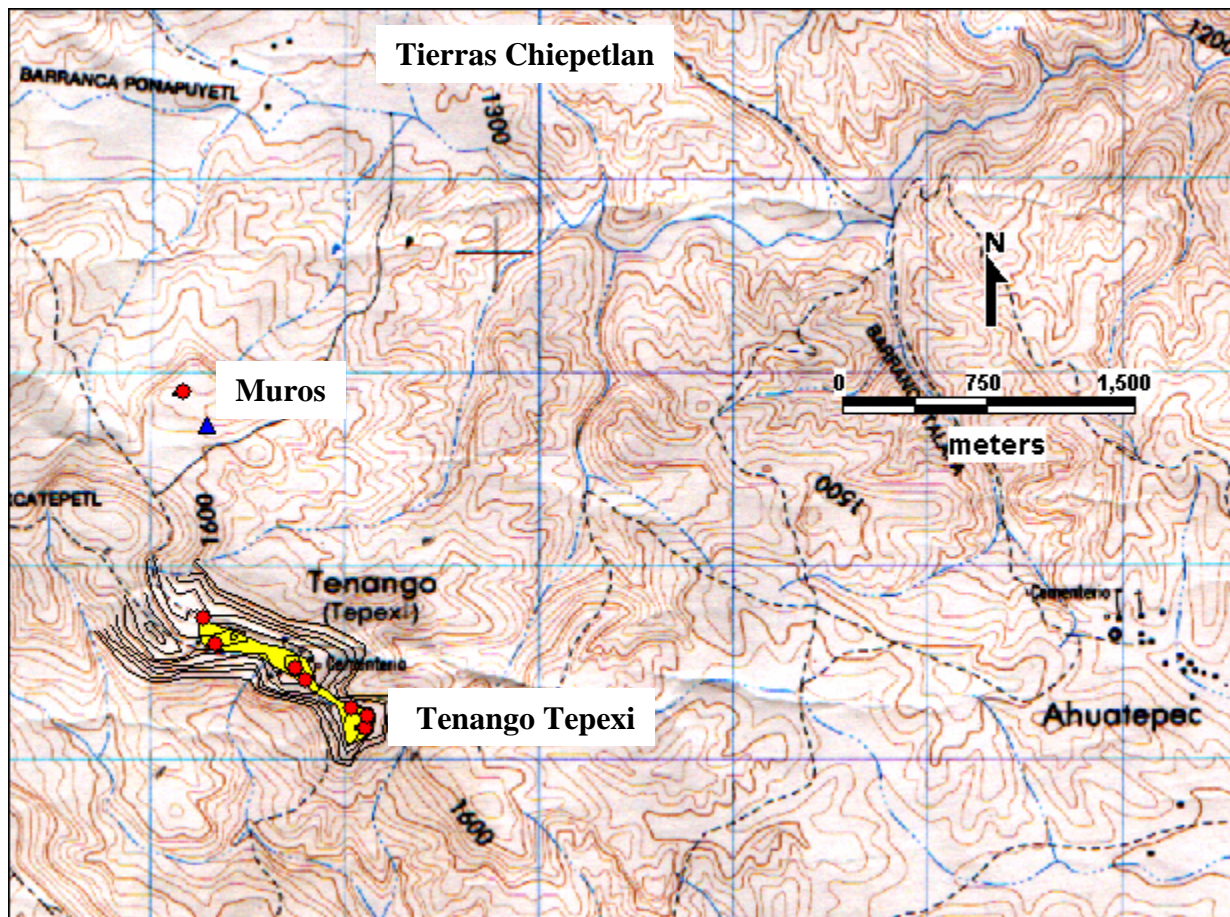 Tierras Chiepetlan
1200
BARRANCA PONAPUYETL
1300
N
Muros
0 750 1,500
meters
1500
1600
Tenango
(Tepexi)
Cementerio
Cementerio
Tenango Tepexi
Ahuatepec
1600